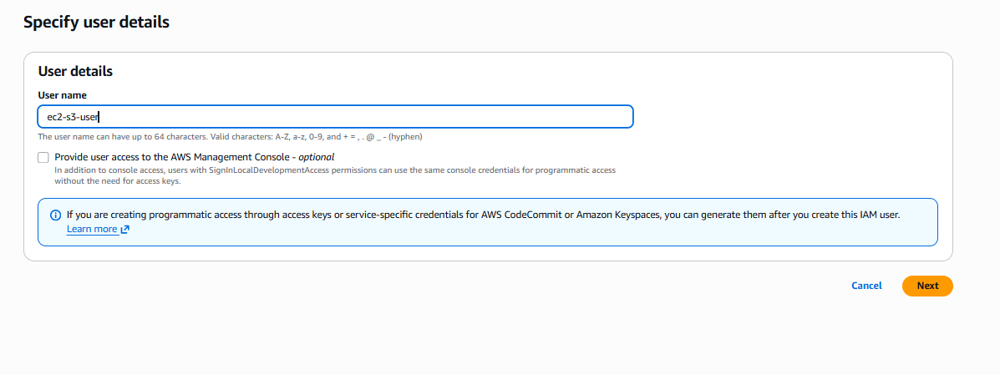 Specify user details
User details
User name
ec2-s3-user
The user name can have up to 64 characters. Valid characters: A-Z, a-z, 0-9, and + = , . @ _ - (hyphen)
Provide user access to the AWS Management Console - optional
In addition to console access, users with SignInLocalDevelopmentAccess permissions can use the same console credentials for programmatic access
without the need for access keys.
If you are creating programmatic access through access keys or service-specific credentials for AWS CodeCommit or Amazon Keyspaces, you can generate them after you create this IAM user.
Learn more
Cancel
Next